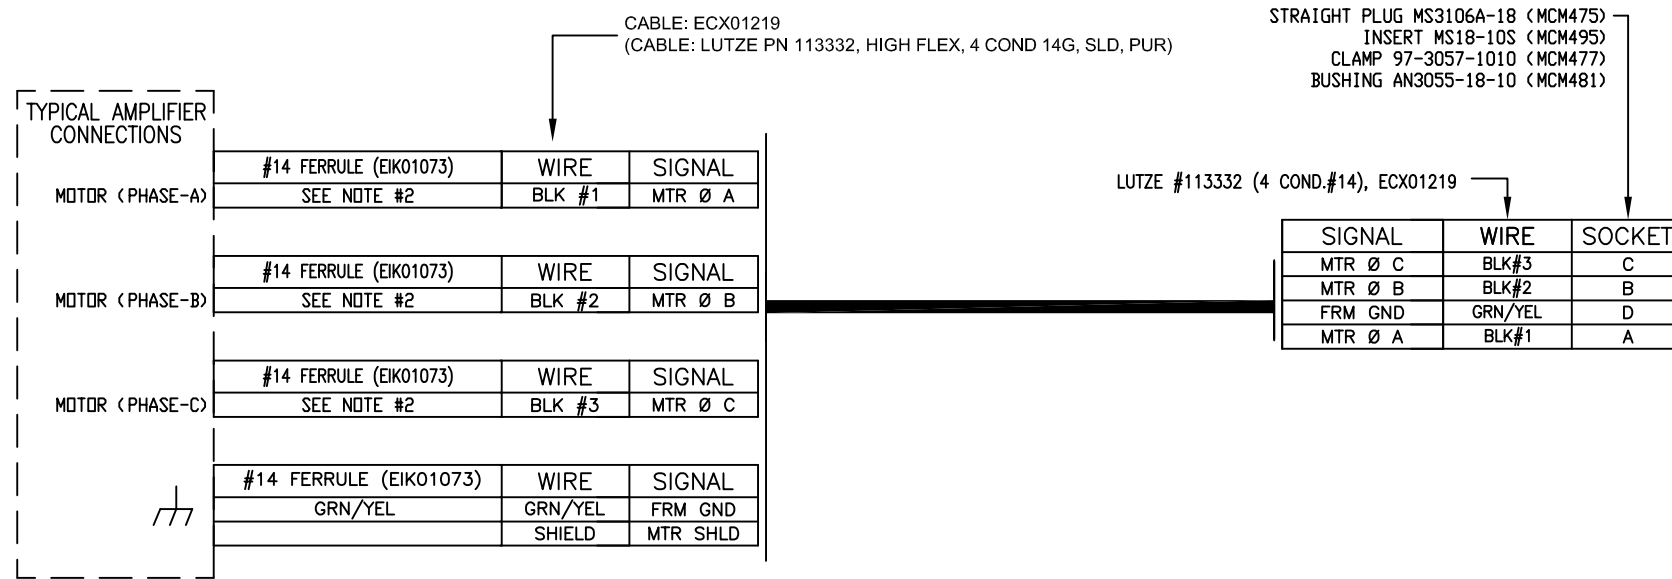 CABLE: ECX01219
(CABLE: LUTZE PN 113332, HIGH FLEX, 4 COND 14G, SLD, PUR)
STRAIGHT PLUG MS3106A-18 (MCM475)
INSERT MS18-10S (MCM495)
CLAMP 97-3057-1010 (MCM477)
BUSHING AN3055-18-10 (MCM481)
TYPICAL AMPLIFIER
CONNECTIONS
#14 FERRULE (EIK01073) WIRE SIGNAL
MOTOR (PHASE-A) SEE NOTE #2 BLK #1 MTR Ø A
#14 FERRULE (EIK01073) WIRE SIGNAL
MOTOR (PHASE-B) SEE NOTE #2 BLK #2 MTR Ø B
#14 FERRULE (EIK01073) WIRE SIGNAL
MOTOR (PHASE-C) SEE NOTE #2 BLK #3 MTR Ø C
#14 FERRULE (EIK01073) WIRE SIGNAL
GRN/YEL GRN/YEL FRM GND
SHIELD MTR SHLD
LUTZE #113332 (4 COND.#14), ECX01219
SIGNAL WIRE SOCKET
MTR Ø C BLK#3 C
MTR Ø B BLK#2 B
FRM GND GRN/YEL D
MTR Ø A BLK#1 A